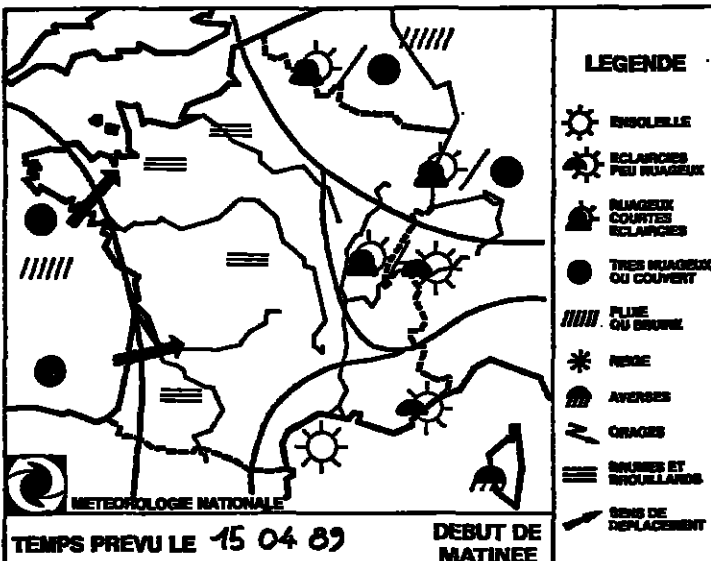 LEGENDE
ENSOLEILLE
ECLAIRCIES
PEU NUAGEUX
NUAGEUX
COURTES
ECLAIRCIES
TRES NUAGEUX
OU COUVERT
PLUIE
OU BRUINE
NEIGE
AVERSES
ORAGES
BRUMES ET
BROUILLARDS
SENS DE
DEPLACEMENT
METEOROLOGIE NATIONALE
TEMPS PREVU LE 15 04 89
DEBUT DE
MATINEE